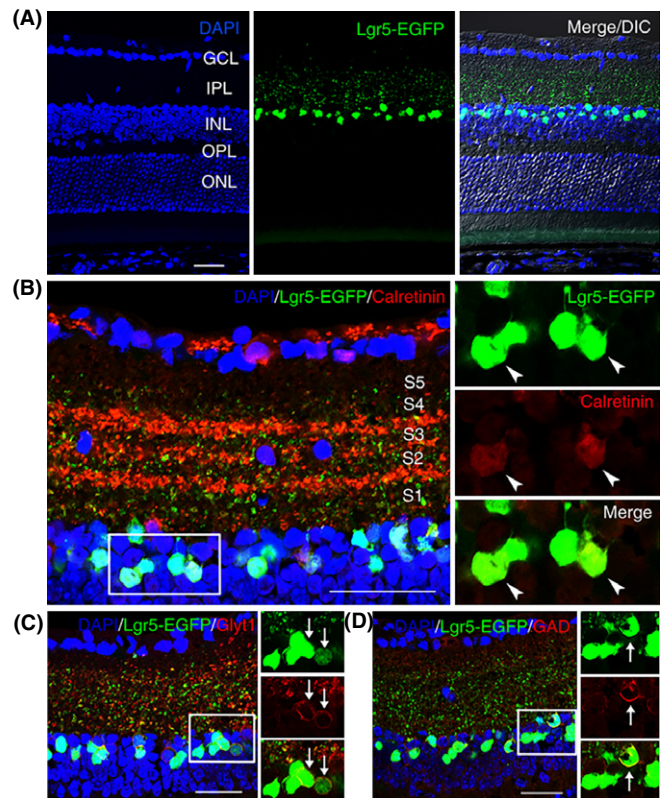 (A)
DAPI
Lgr5-EGFP
Merge/DIC
GCL
IPL
INL
OPL
ONL
(B)
DAPI/Lgr5-EGFP/Calretinin
S5
S4
S3
S2
S1
Lgr5-EGFP
Calretinin
Merge
(C)
DAPI/Lgr5-EGFP/Glyt1
(D)
DAPI/Lgr5-EGFP/GAD